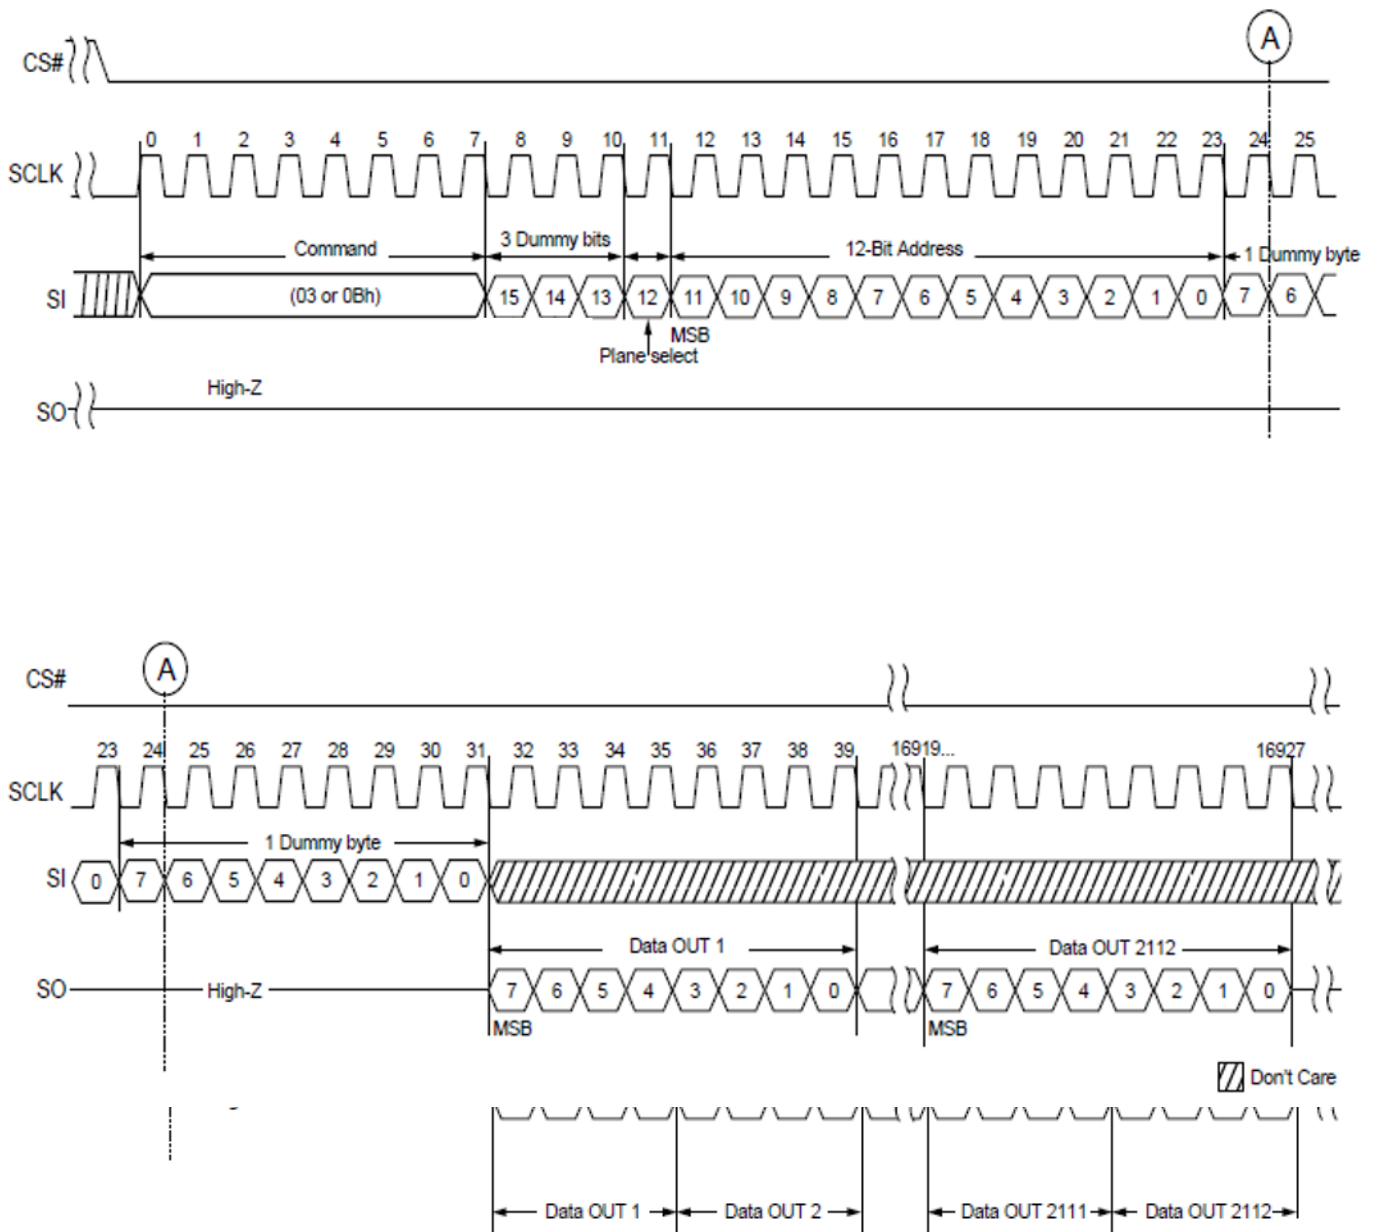 A
CS#
0 1 2 3 4 5 6 7 8 9 10 11 12 13 14 15 16 17 18 19 20 21 22 23 24 25
SCLK
Command 3 Dummy bits 12-Bit Address 1 Dummy byte
SI (03 or 0Bh) 15 14 13 12 11 10 9 8 7 6 5 4 3 2 1 0 7 6
MSB
Plane select
High-Z
SO
A
CS#
23 24 25 26 27 28 29 30 31 32 33 34 35 36 37 38 39 16919... 16927
SCLK
1 Dummy byte
SI 0 7 6 5 4 3 2 1 0
Data OUT 1 Data OUT 2112
SO High-Z 7 6 5 4 3 2 1 0 7 6 5 4 3 2 1 0
MSB MSB
Don't Care
Data OUT 1 Data OUT 2 Data OUT 2111 Data OUT 2112